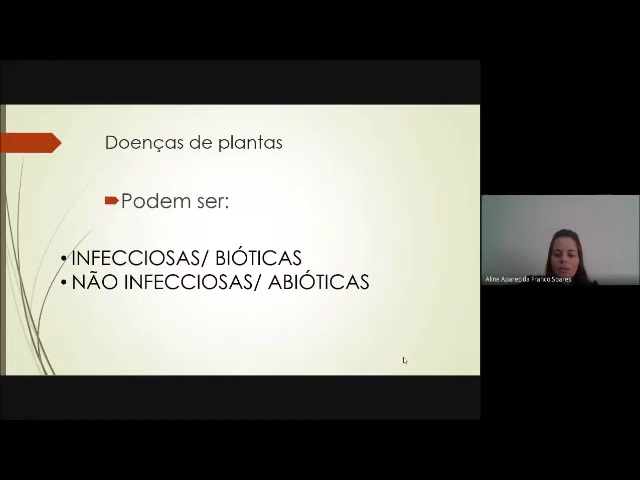 Doenças de plantas
Podem ser:
• INFECCIOSAS/ BIÓTICAS
• NÃO INFECCIOSAS/ ABIÓTICAS
Aline Aparecida Franco Soares